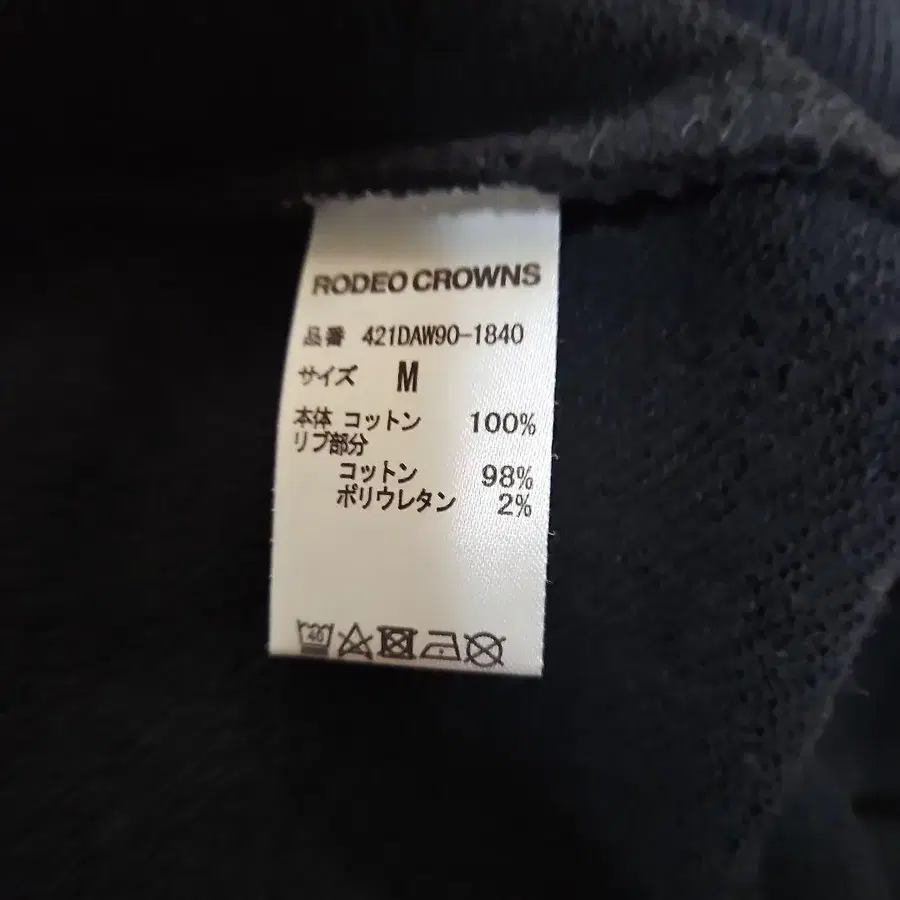 RODEO CROWNS
品番 421DAW90-1840
サイズ M
本体 コットン 100%
リブ部分
コットン 98%
ポリウレタン 2%
40